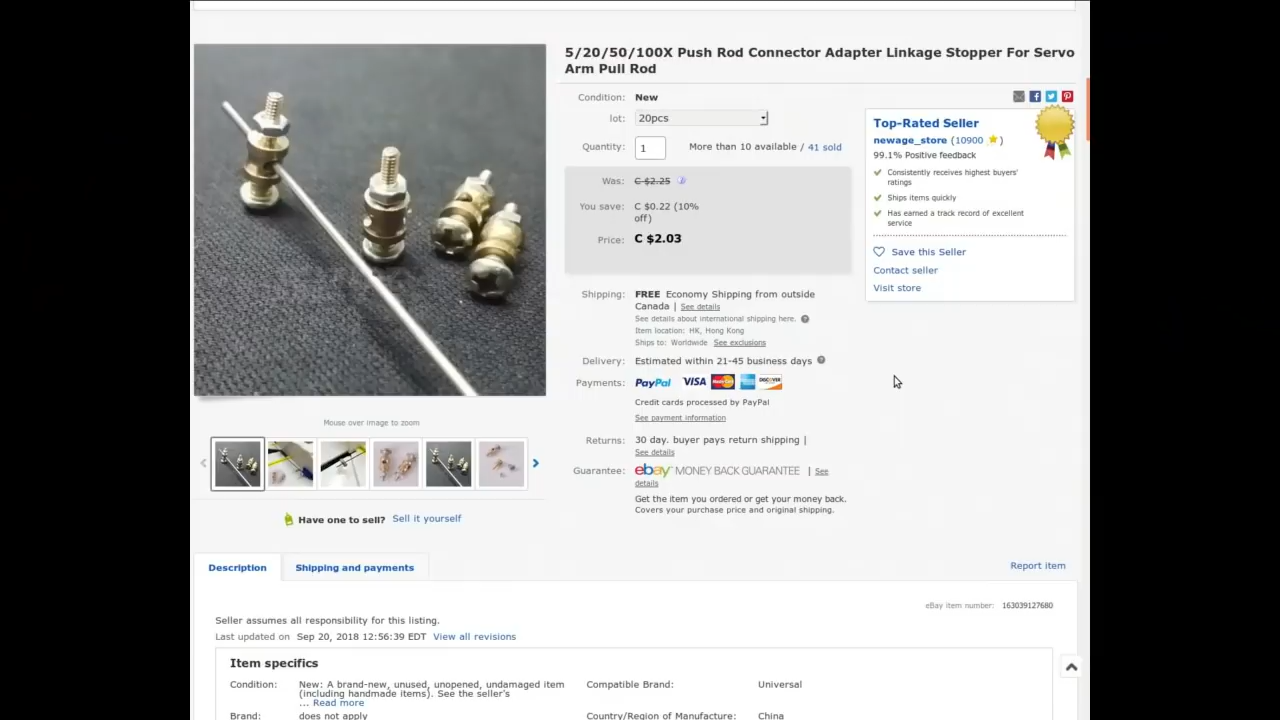 5/20/50/100X Push Rod Connector Adapter Linkage Stopper For Servo
Arm Pull Rod
Condition: New
lot: 20pcs
Quantity: 1 More than 10 available / 41 sold
Was: C $2.25
You save: C $0.22 (10%
off)
Price: C $2.03
Top-Rated Seller
newage_store (10900 )
99.1% Positive feedback
Consistently receives highest buyers'
ratings
Ships items quickly
Has earned a track record of excellent
service
Save this Seller
Contact seller
Visit store
Shipping: FREE Economy Shipping from outside
Canada | See details
See details about international shipping here.
Item location: HK, Hong Kong
Ships to: Worldwide See exclusions
Delivery: Estimated within 21-45 business days
Payments: PayPal VISA MasterCard DISCOVER
Credit cards processed by PayPal
See payment information
Returns: 30 day. buyer pays return shipping |
See details
Guarantee: ebay MONEY BACK GUARANTEE | See
details
Get the item you ordered or get your money back.
Covers your purchase price and original shipping.
Mouse over image to zoom
Have one to sell? Sell it yourself
Description Shipping and payments Report item
eBay item number: 163039127680
Seller assumes all responsibility for this listing.
Last updated on Sep 20, 2018 12:56:39 EDT View all revisions
Item specifics
Condition: New: A brand-new, unused, unopened, undamaged item
(including handmade items). See the seller's
... Read more
Compatible Brand: Universal
Brand: does not apply Country/Region of Manufacture: China